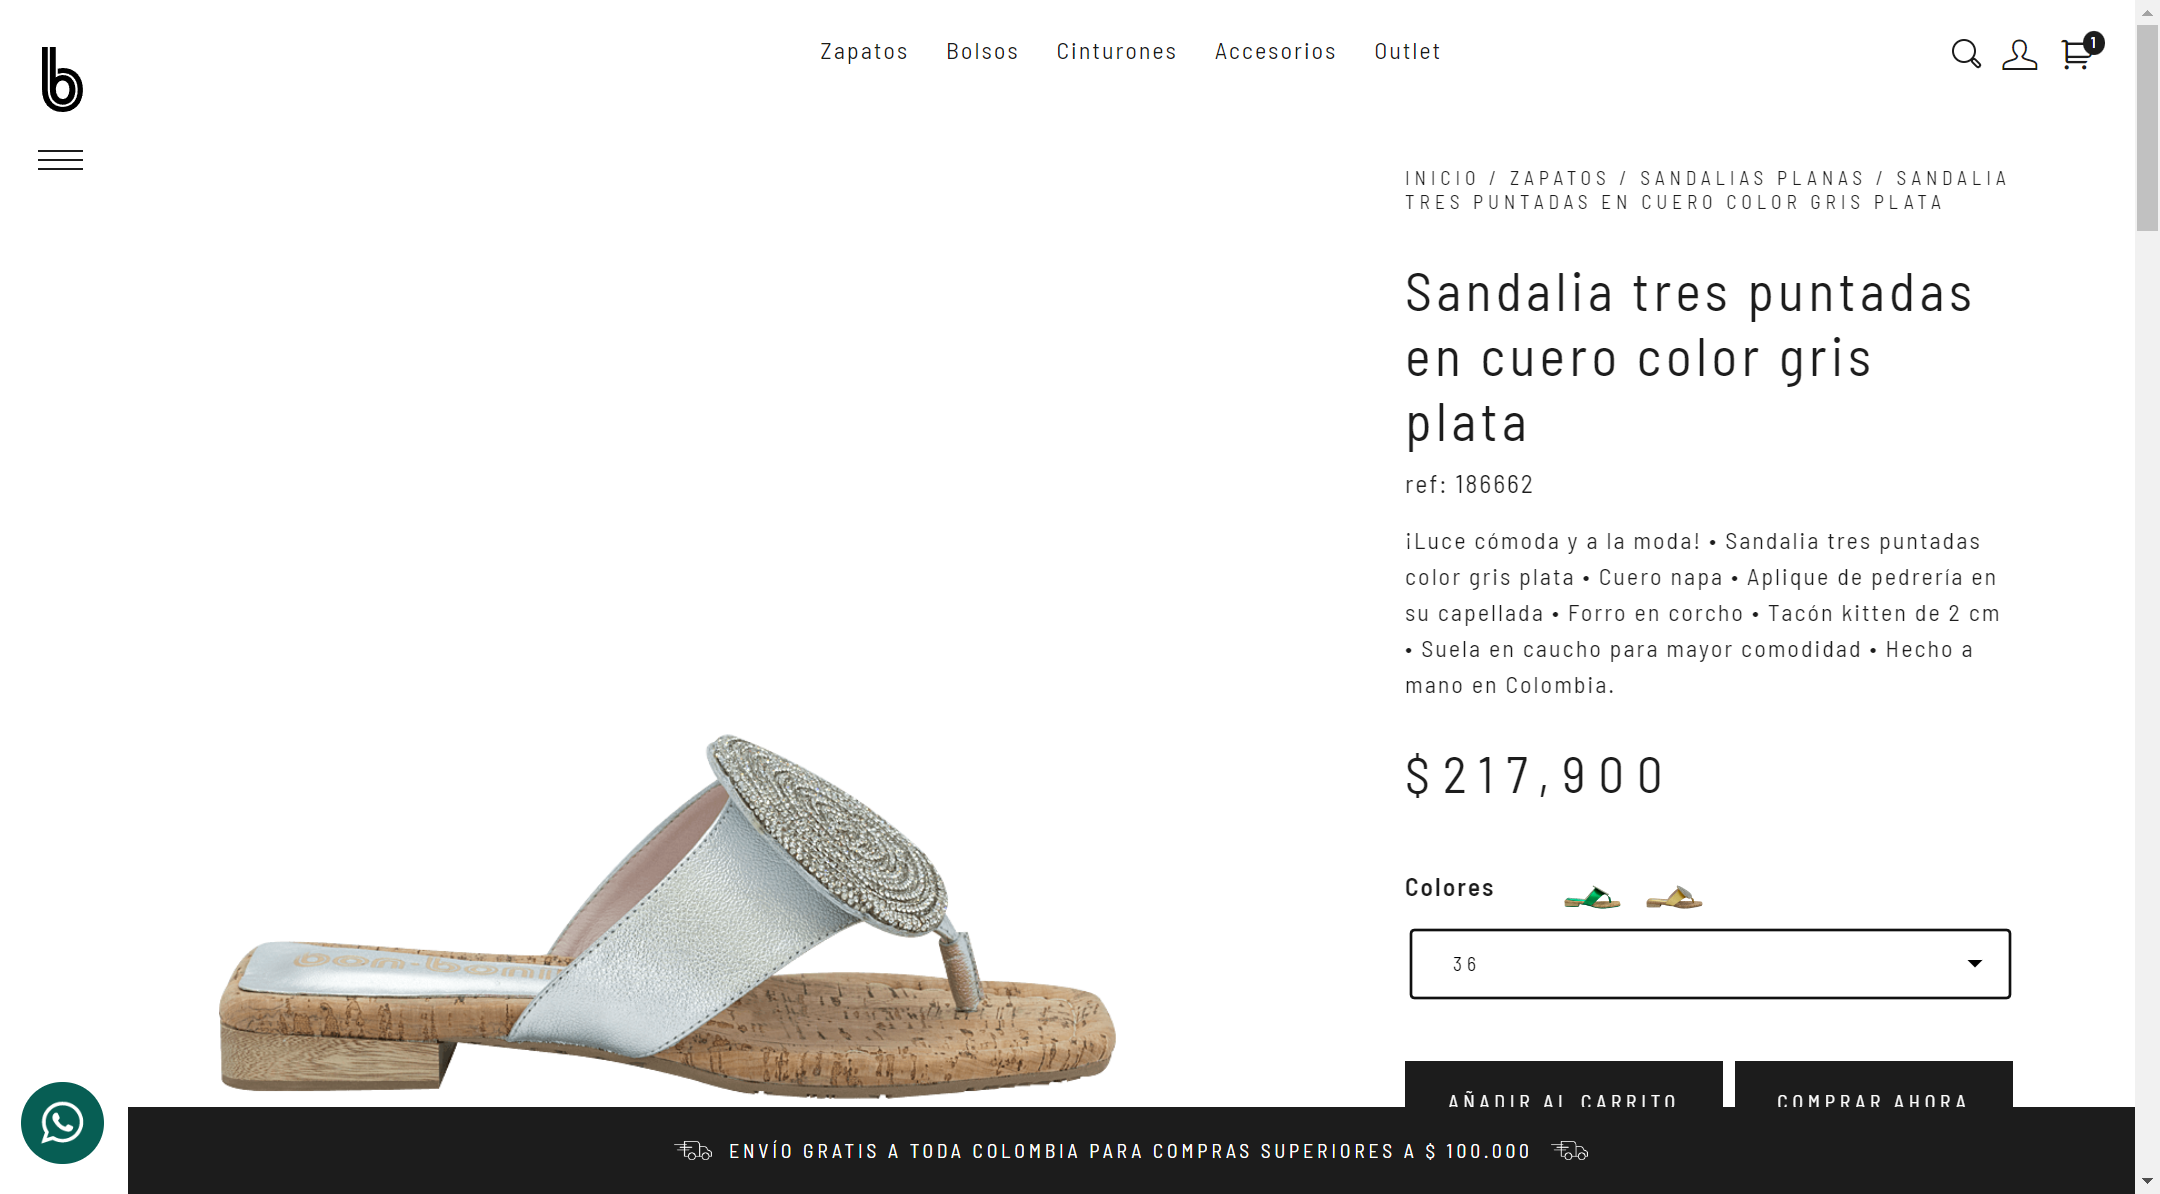 b
Zapatos Bolsos Cinturones Accesorios Outlet
1
INICIO / ZAPATOS / SANDALIAS PLANAS / SANDALIA
TRES PUNTADAS EN CUERO COLOR GRIS PLATA
Sandalia tres puntadas
en cuero color gris
plata
ref: 186662
¡Luce cómoda y a la moda! • Sandalia tres puntadas
color gris plata • Cuero napa • Aplique de pedrería en
su capellada • Forro en corcho • Tacón kitten de 2 cm
• Suela en caucho para mayor comodidad • Hecho a
mano en Colombia.
$217,900
Colores
36
AÑADIR AL CARRITO COMPRAR AHORA
bon-boni
ENVÍO GRATIS A TODA COLOMBIA PARA COMPRAS SUPERIORES A $ 100.000